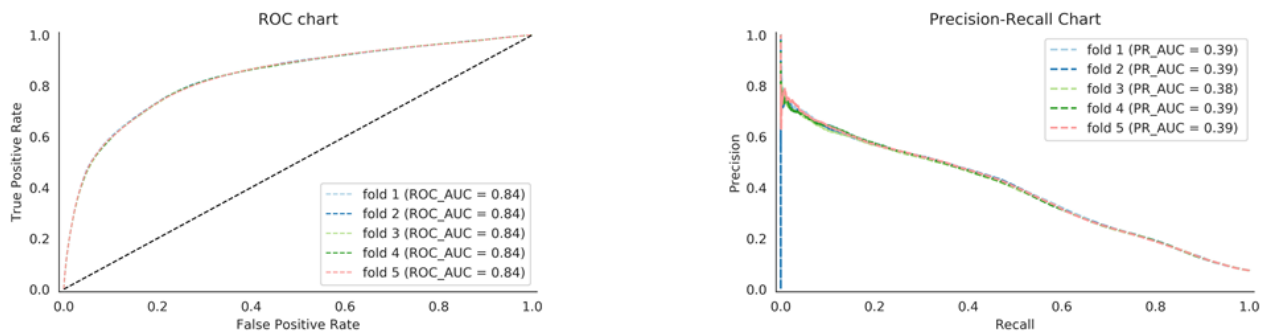 ROC chart
1.0
0.8
0.6
0.4
0.2
0.0
True Positive Rate
fold 1 (ROC_AUC = 0.84)
fold 2 (ROC_AUC = 0.84)
fold 3 (ROC_AUC = 0.84)
fold 4 (ROC_AUC = 0.84)
fold 5 (ROC_AUC = 0.84)
0.0 0.2 0.4 0.6 0.8 1.0
False Positive Rate
Precision-Recall Chart
1.0
0.8
0.6
0.4
0.2
0.0
Precision
fold 1 (PR_AUC = 0.39)
fold 2 (PR_AUC = 0.39)
fold 3 (PR_AUC = 0.38)
fold 4 (PR_AUC = 0.39)
fold 5 (PR_AUC = 0.39)
0.0 0.2 0.4 0.6 0.8 1.0
Recall